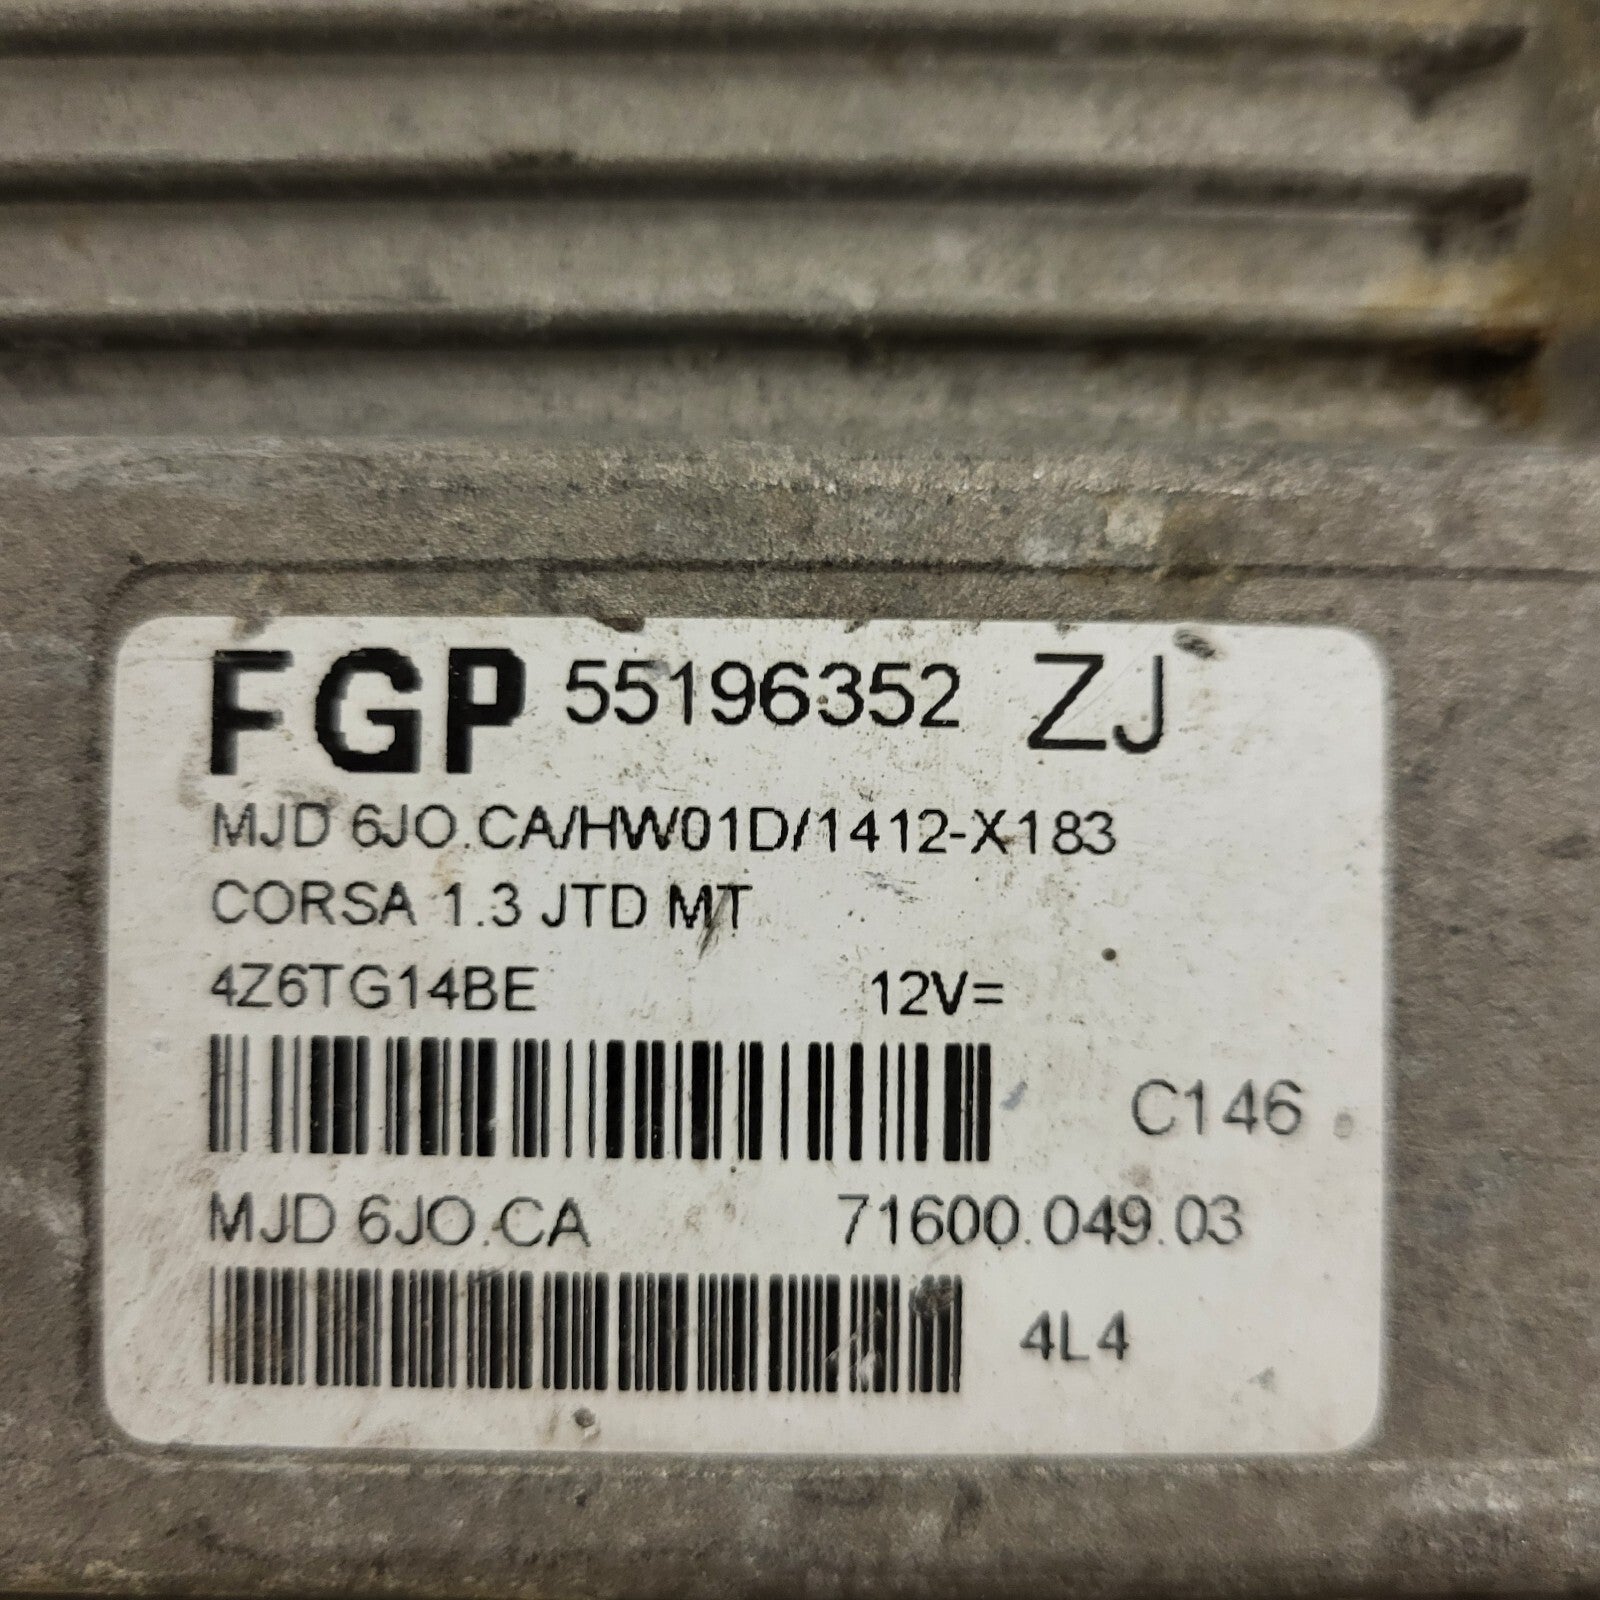 FGP 55196352 ZJ
MJD 6JO.CA/HW01D/1412-X183
CORSA 1.3 JTD MT
4Z6TG14BE 12V=
C146
MJD 6JO.CA 71600.049.03
4L4